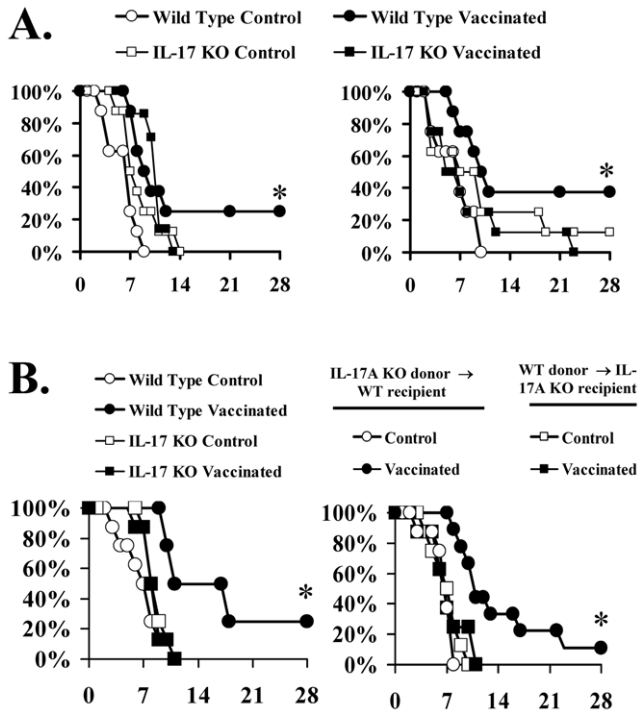 A.
Wild Type Control
Wild Type Vaccinated
IL-17 KO Control
IL-17 KO Vaccinated
100%
80%
60%
40%
20%
0%
0 7 14 21 28
*
100%
80%
60%
40%
20%
0%
0 7 14 21 28
*
B.
Wild Type Control
Wild Type Vaccinated
IL-17 KO Control
IL-17 KO Vaccinated
IL-17A KO donor →
WT recipient
Control
Vaccinated
WT donor → IL-
17A KO recipient
Control
Vaccinated
100%
80%
60%
40%
20%
0%
0 7 14 21 28
*
100%
80%
60%
40%
20%
0%
0 7 14 21 28
*